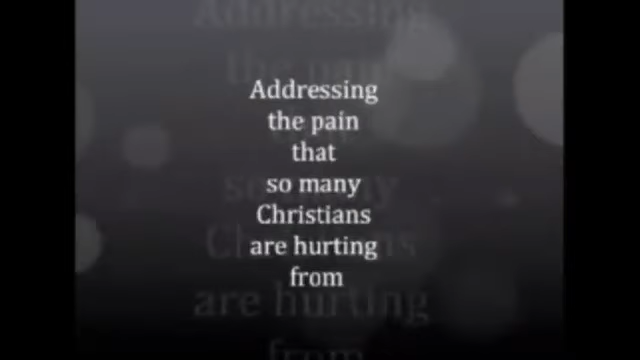 Addressing
the pain
that
so many
Christians
are hurting
from